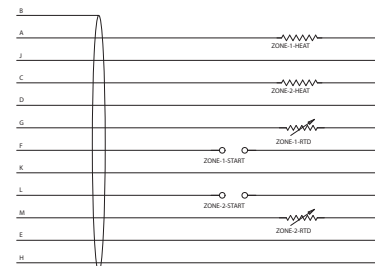 B
A
ZONE-1-HEAT
J
C
ZONE-2-HEAT
D
G
ZONE-1-RTD
F
ZONE-1-START
K
L
ZONE-2-START
M
ZONE-2-RTD
E
H